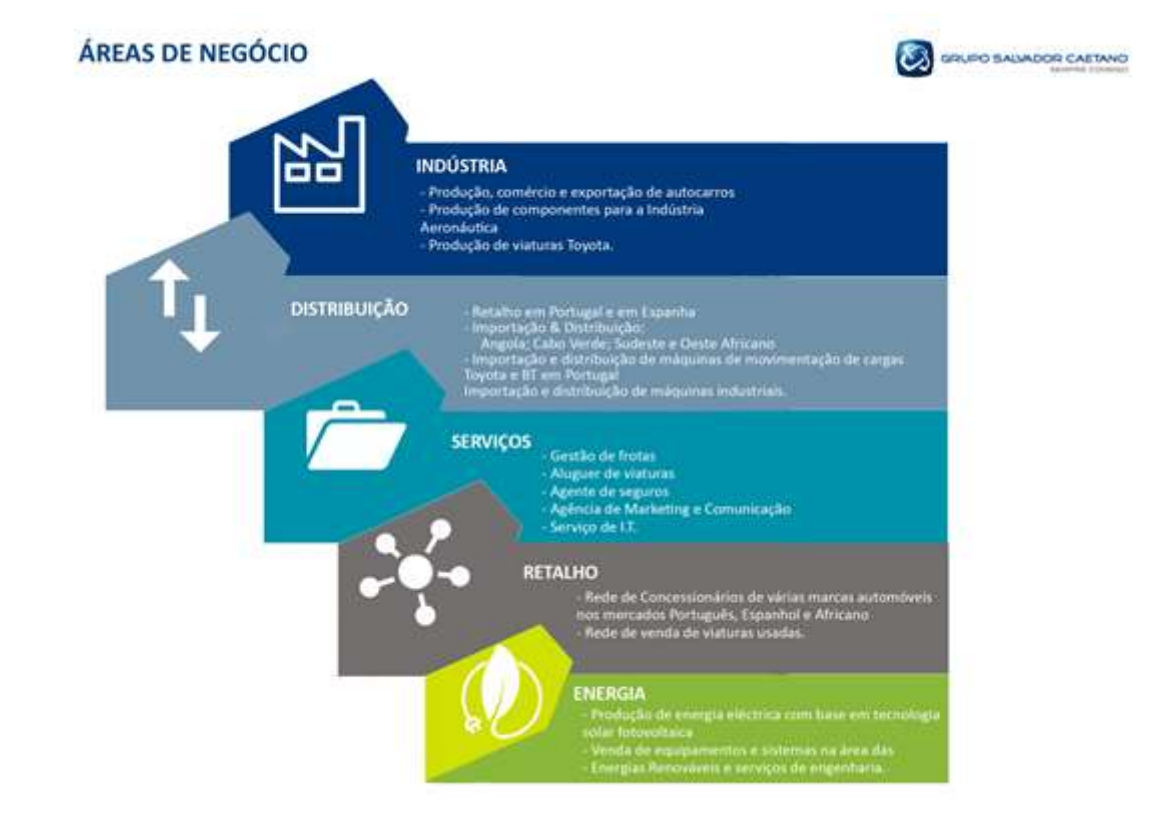 ÁREAS DE NEGÓCIO
GRUPO SALVADOR CAETANO
SEMPRE CONSIGO
INDÚSTRIA
- Produção, comércio e exportação de autocarros
- Produção de componentes para a Indústria
Aeronáutica
- Produção de viaturas Toyota.
DISTRIBUIÇÃO
- Retalho em Portugal e em Espanha
- Importação & Distribuição:
Angola; Cabo Verde; Sudeste e Oeste Africano
- Importação e distribuição de máquinas de movimentação de cargas
Toyota e BT em Portugal
Importação e distribuição de máquinas industriais.
SERVIÇOS
- Gestão de frotas
- Aluguer de viaturas
- Agente de seguros
- Agência de Marketing e Comunicação
- Serviço de I.T.
RETALHO
- Rede de Concessionários de várias marcas automóveis
nos mercados Português, Espanhol e Africano
- Rede de venda de viaturas usadas.
ENERGIA
- Produção de energia eléctrica com base em tecnologia
solar fotovoltaica
- Venda de equipamentos e sistemas na área das
- Energias Renováveis e serviços de engenharia.